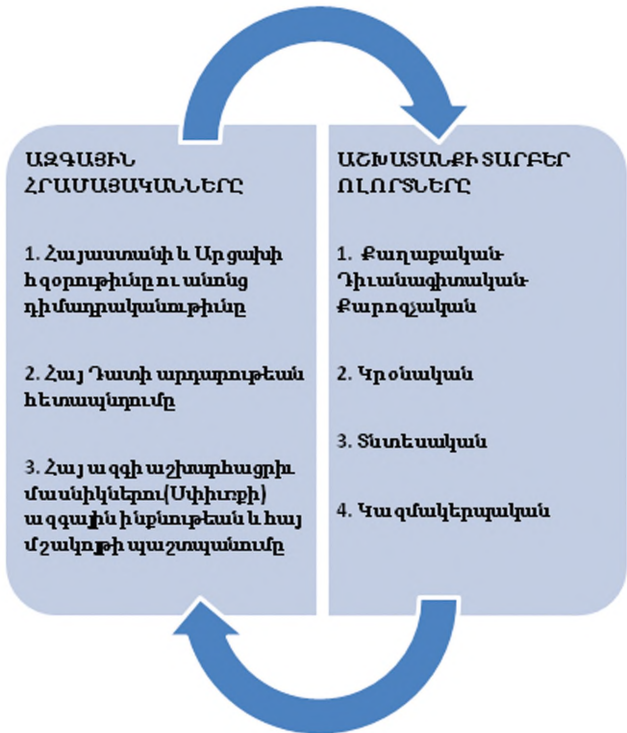 ԱԶԳԱՅԻՆ
ՀՐԱՄԱՅԱԿԱՆՆԵՐԸ
1. Հայաստանի և Արցախի
հզօրութիւնը ու անոնց
դիմադրականութիւնը
2. Հայ Դատի արդարութեան
հետապնդումը
3. Հայ ազգի աշխարհացրիւ
մասնիկներու(Սփիւռքի)
ազգային ինքնութեան և հայ
մշակոյթի պաշտպանումը
ԱՇԽԱՏԱՆՔԻ ՏԱՐԲԵՐ
ՈԼՈՐՏՆԵՐԸ
1. Քաղաքական-
Դիւանագիտական-
Քարոզչական
2. Կրօնական
3. Տնտեսական
4. Կազմակերպական